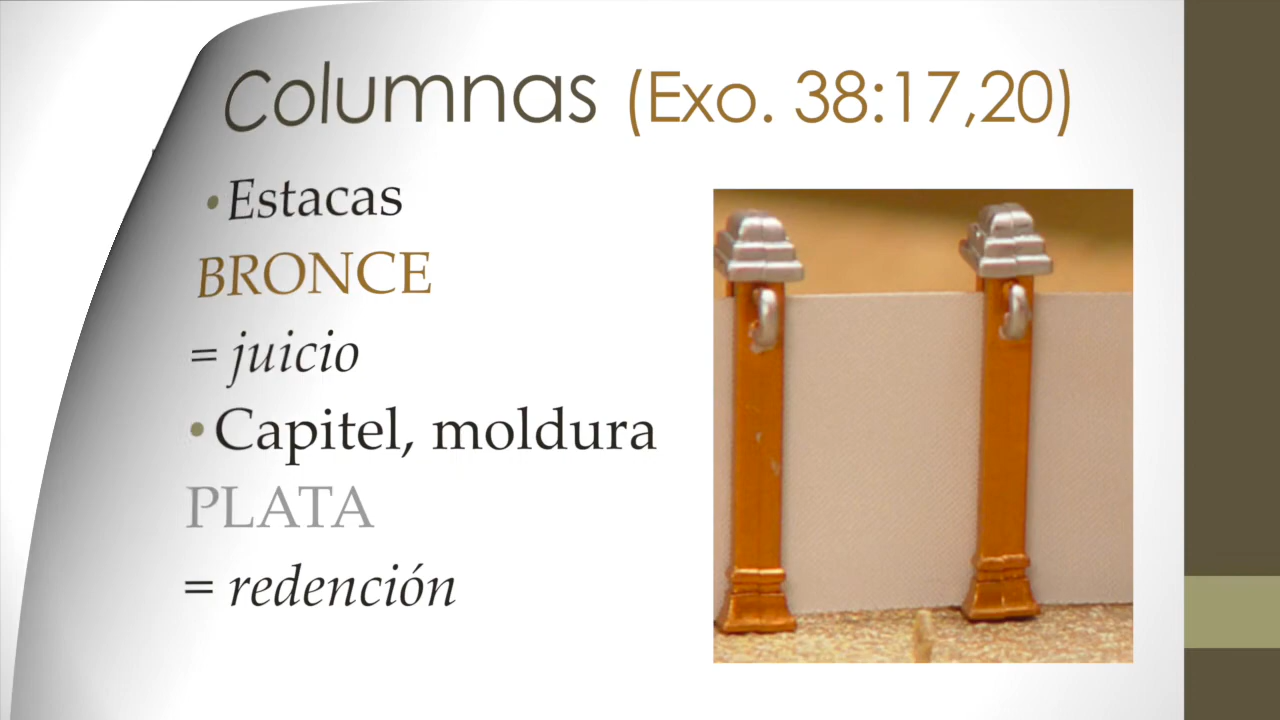 Columnas (Exo. 38:17,20)
• Estacas
BRONCE
= juicio
• Capitel, moldura
PLATA
= redención